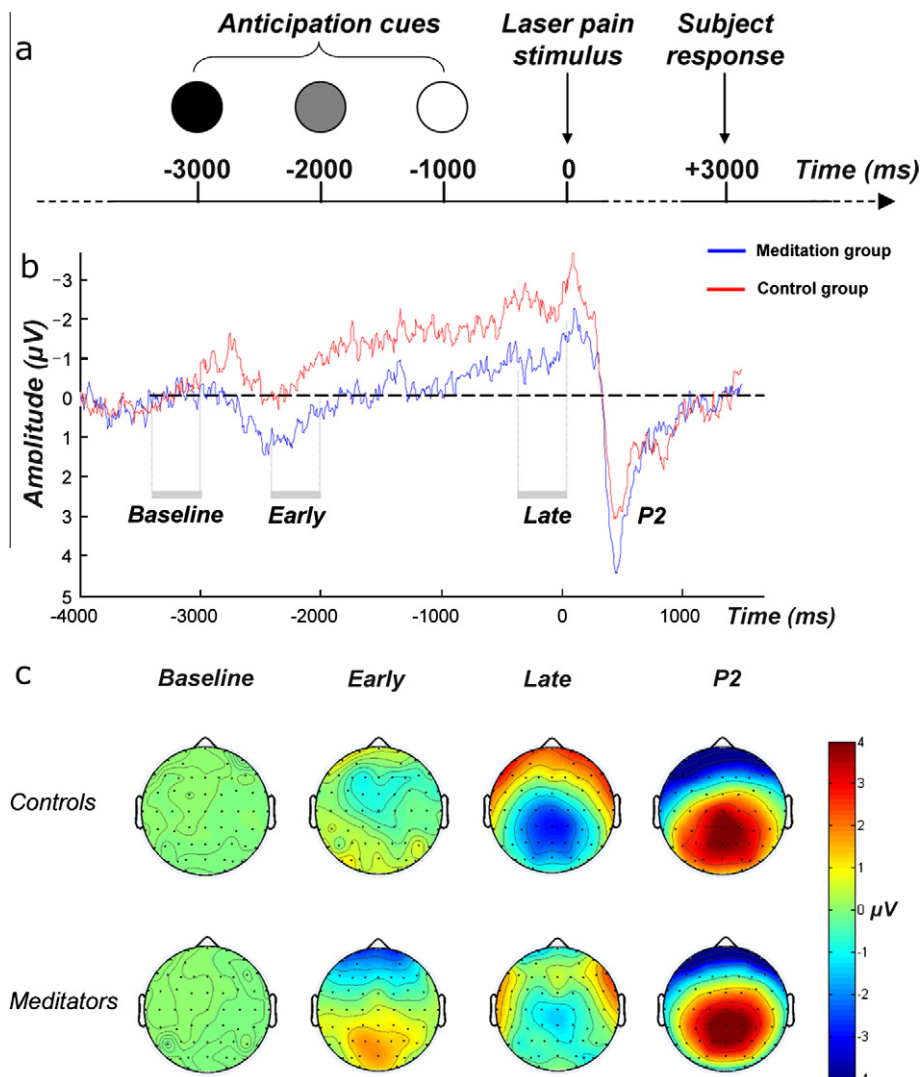 a
Anticipation cues
Laser pain
stimulus
Subject
response
-3000 -2000 -1000 0 +3000 Time (ms)
b
Meditation group
Control group
Amplitude (µV)
−3
−2
−1
0
1
2
3
4
5
Baseline Early Late P2
-4000 -3000 -2000 -1000 0 1000 Time (ms)
c
Baseline Early Late P2
Controls
Meditators
4
3
2
1
0
-1
-2
-3
-4
µV